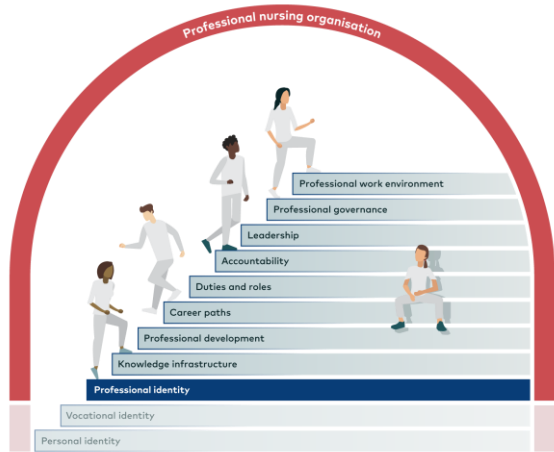 Professional nursing organisation
Professional work environment
Professional governance
Leadership
Accountability
Duties and roles
Career paths
Professional development
Knowledge infrastructure
Professional identity
Vocational identity
Personal identity